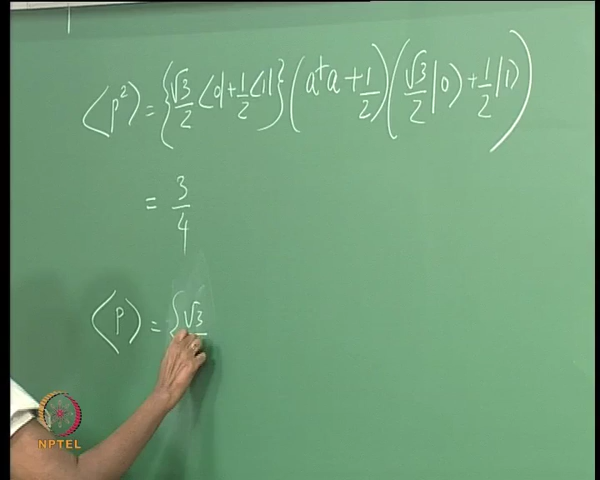 ⟨p²⟩ = {√3/2 ⟨0| + 1/2 ⟨1|} (a†a + 1/2) (√3/2 |0⟩ + 1/2 |1⟩)
= 3/4
⟨p⟩ = {√3
NPTEL